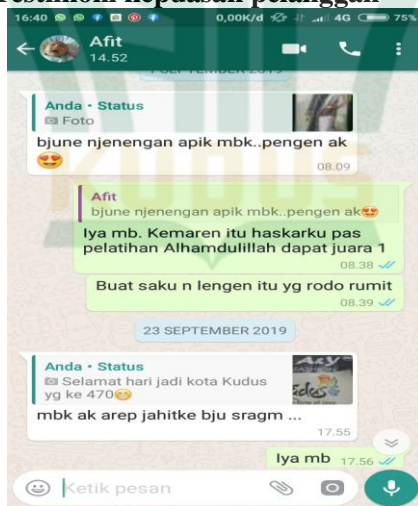 Testimoni kepuasan pelanggan
16:40 0,00K/d 4G 75%
Afit
14.52
1 SEPTEMBER 2019
Anda • Status
Foto
bjune njenengan apik mbk..pengen ak
😍
08.09
Afit
bjune njenengan apik mbk..pengen ak😍
Iya mb. Kemaren itu haskarku pas
pelatihan Alhamdulillah dapat juara 1
08.38
Buat saku n lengen itu yg rodo rumit
08.39
23 SEPTEMBER 2019
Anda • Status
Selamat hari jadi kota Kudus
yg ke 470😊
mbk ak arep jahitke bju sragm ...
17.55
Iya mb 17.56
Ketik pesan
KUDUS